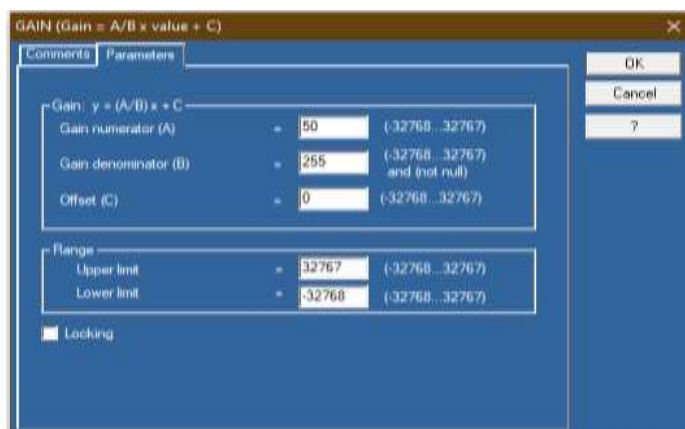 GAIN (Gain = A/B x value + C)
Comments Parameters
OK
Cancel
?
Gain: y = (A/B) x + C
Gain numerator (A) = 50 (-32768...32767)
Gain denominator (B) = 255 (-32768...32767)
and (not null)
Offset (C) = 0 (-32768...32767)
Range
Upper limit = 32767 (-32768...32767)
Lower limit = -32768 (-32768...32767)
Locking